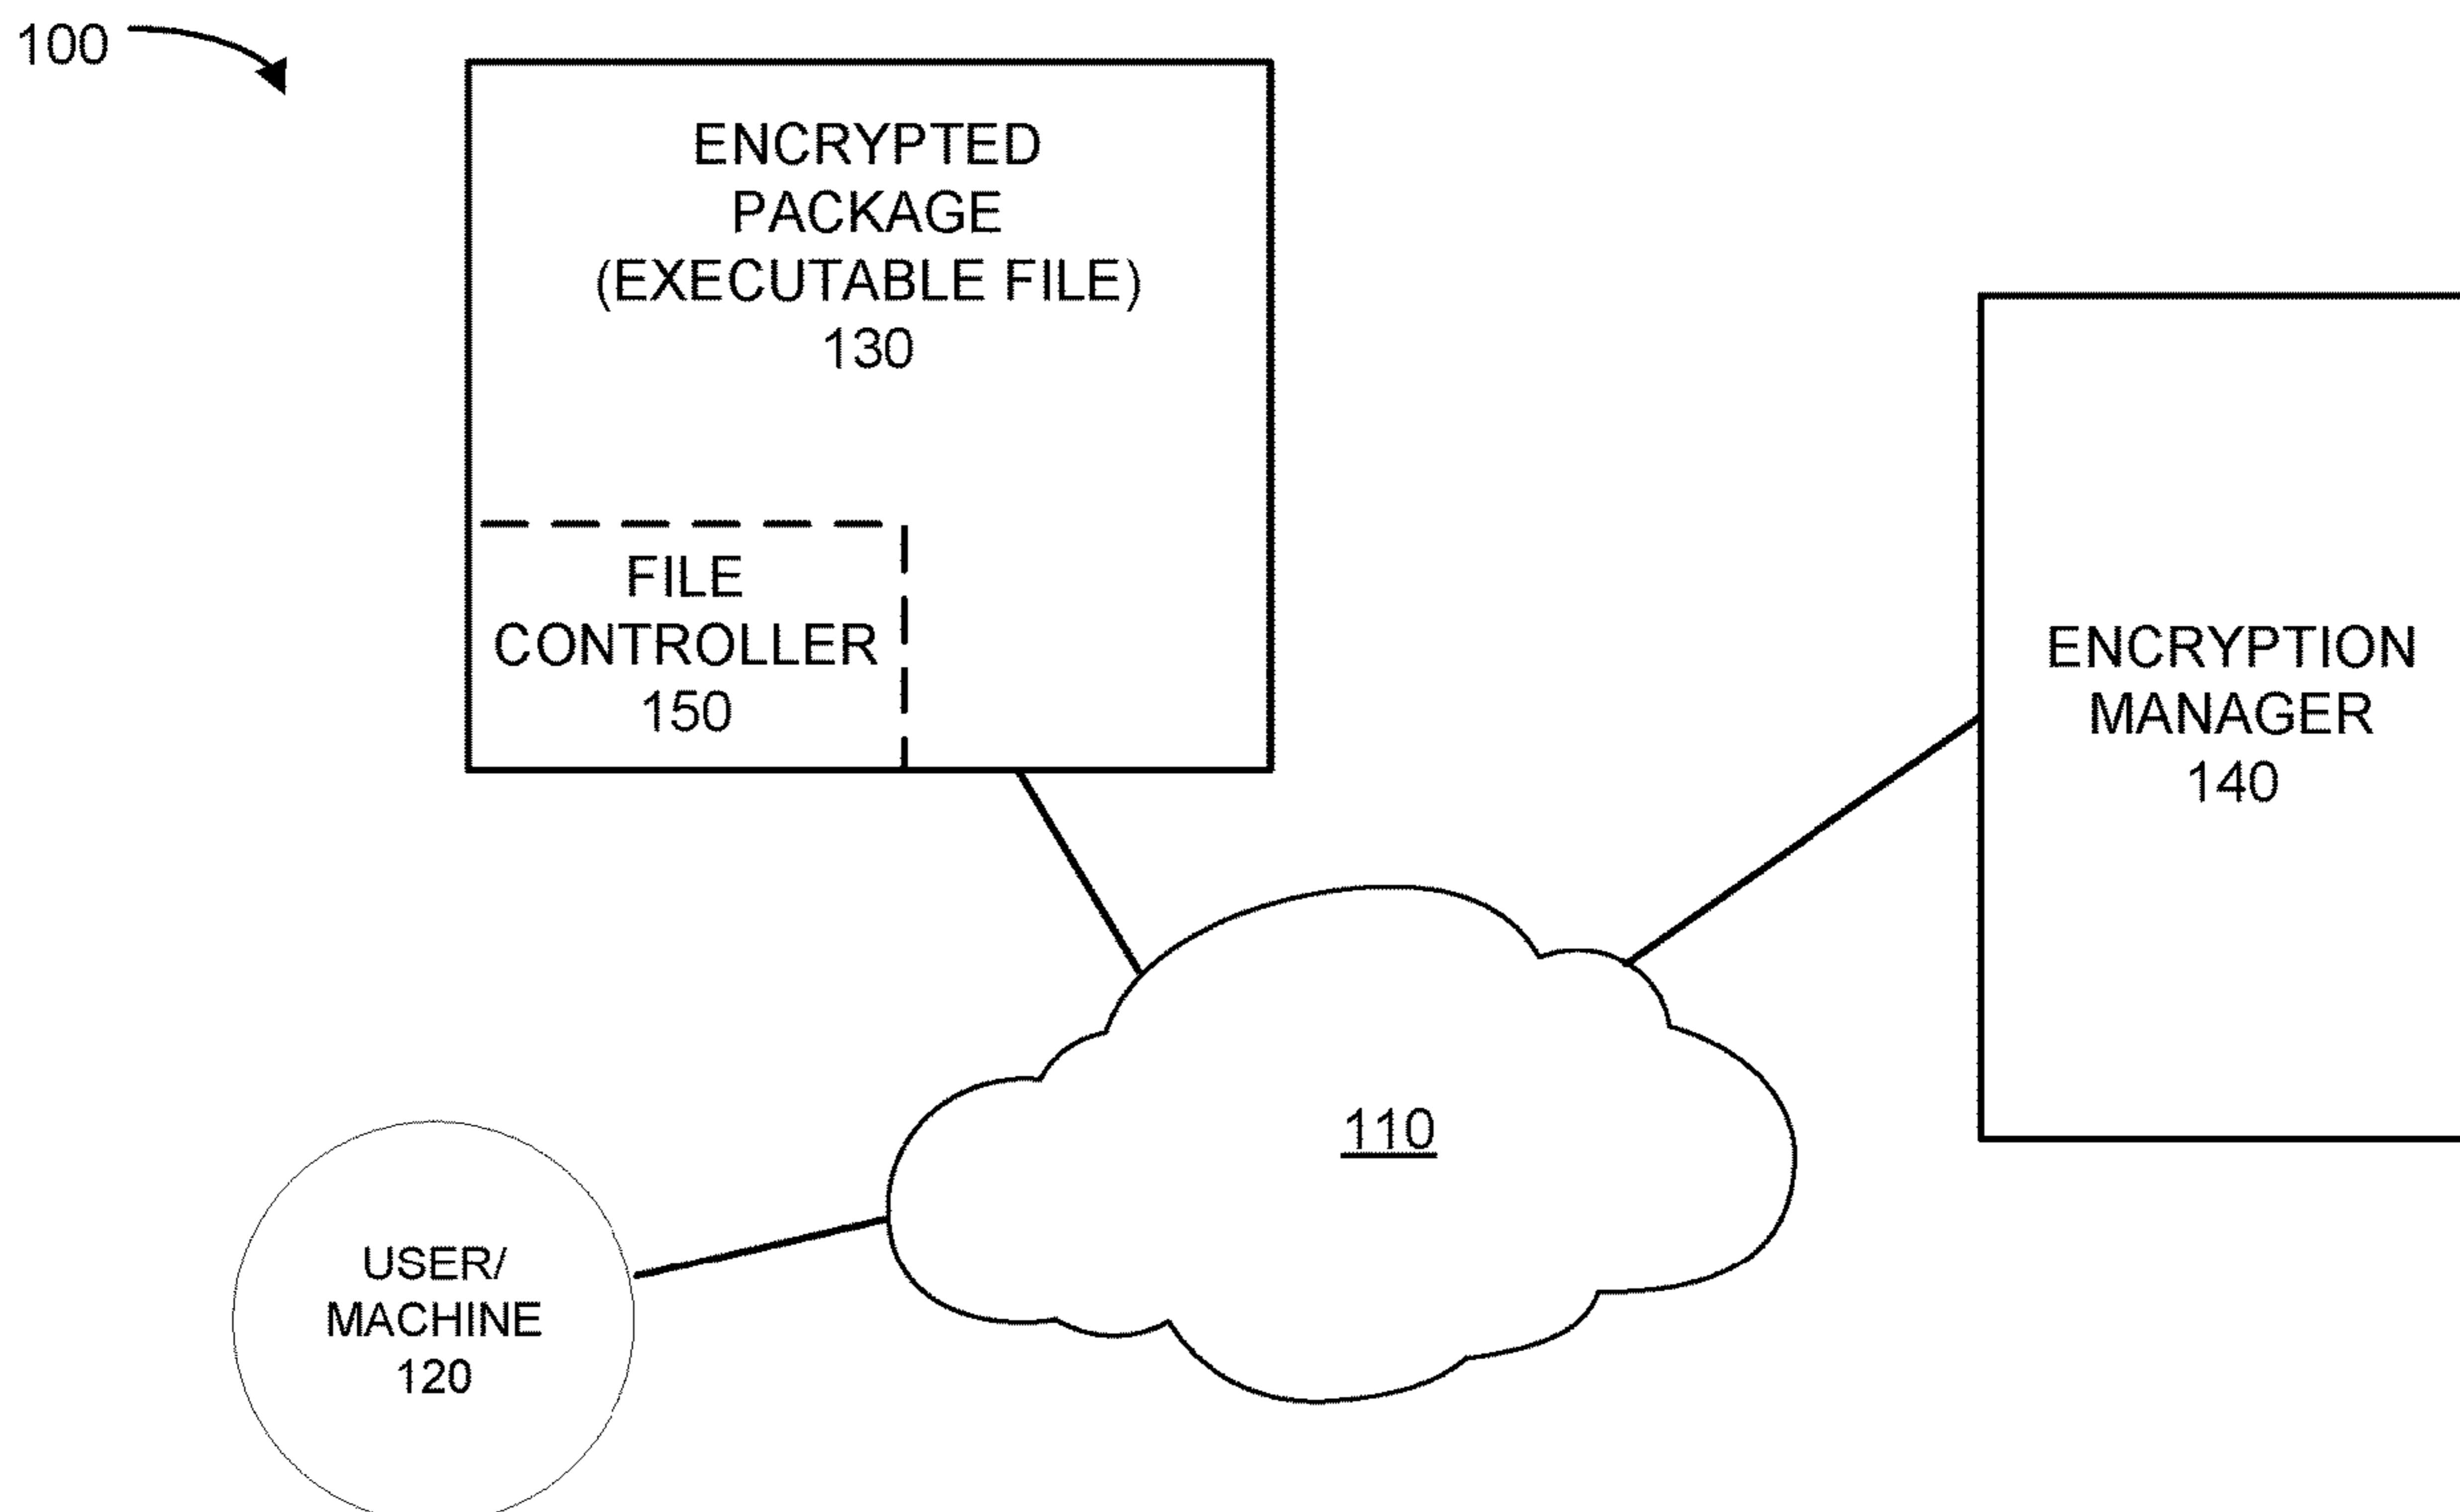 100
ENCRYPTED
PACKAGE
(EXECUTABLE FILE)
130
FILE
CONTROLLER
150
ENCRYPTION
MANAGER
140
110
USER/
MACHINE
120